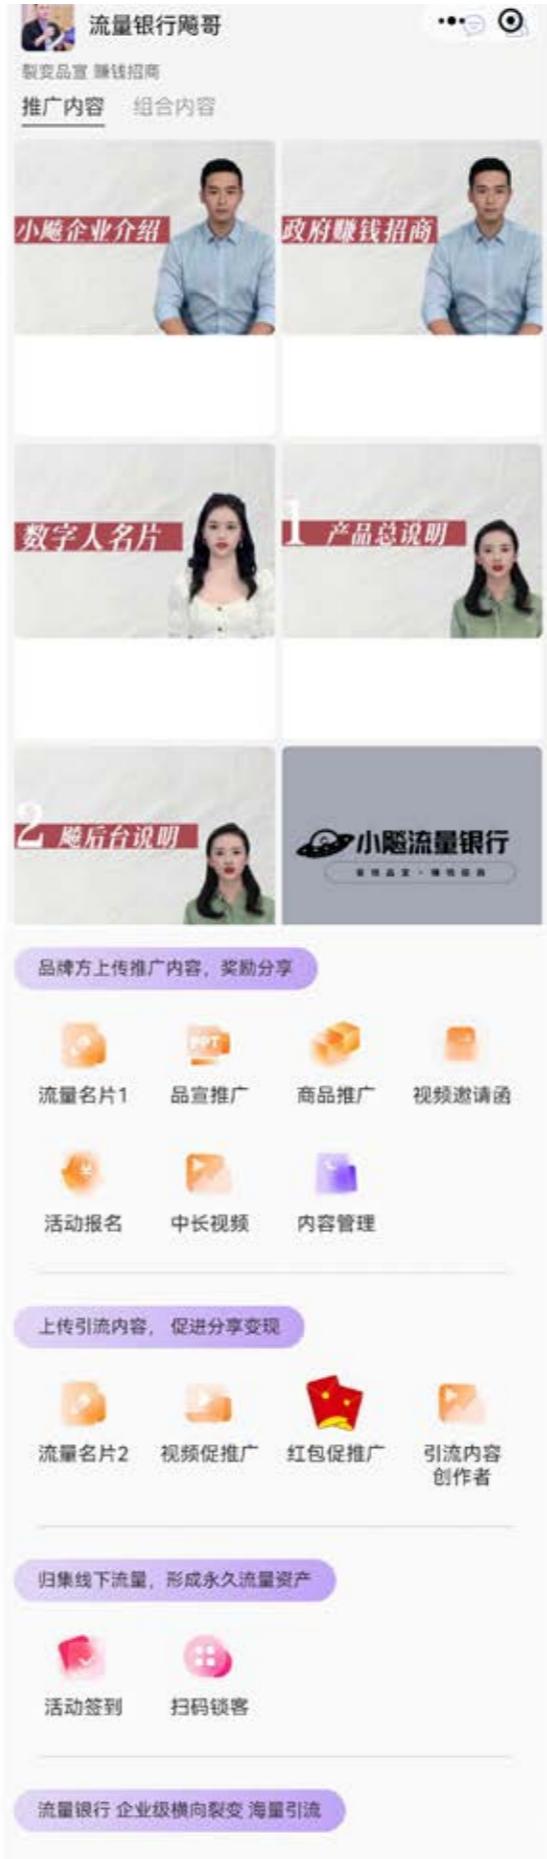 流量银行飚哥
裂变品宣 赚钱招商
推广内容 组合内容
小飚企业介绍
政府赚钱招商
数字人名片
1 产品总说明
2 飚后台说明
小飚流量银行
裂变品宣·赚钱招商
品牌方上传推广内容，奖励分享
PPT
流量名片1 品宣推广 商品推广 视频邀请函
活动报名 中长视频 内容管理
上传引流内容， 促进分享变现
流量名片2 视频促推广 红包促推广 引流内容
创作者
归集线下流量，形成永久流量资产
活动签到 扫码锁客
流量银行 企业级横向裂变 海量引流